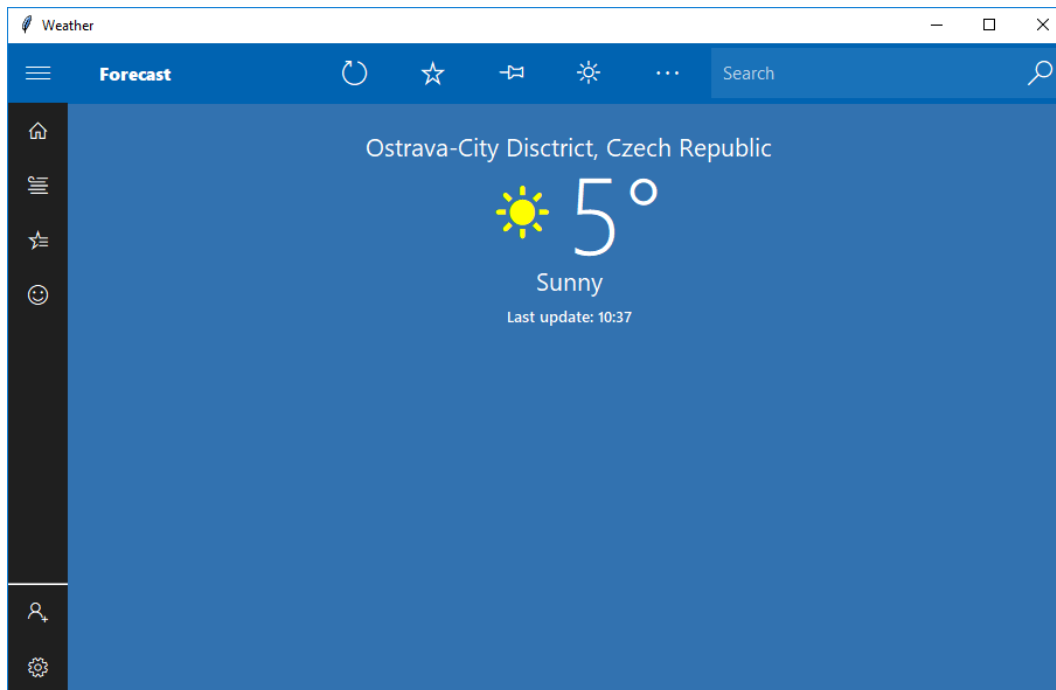 Weather
Forecast
Search
Ostrava-City Disctrict, Czech Republic
5°
Sunny
Last update: 10:37